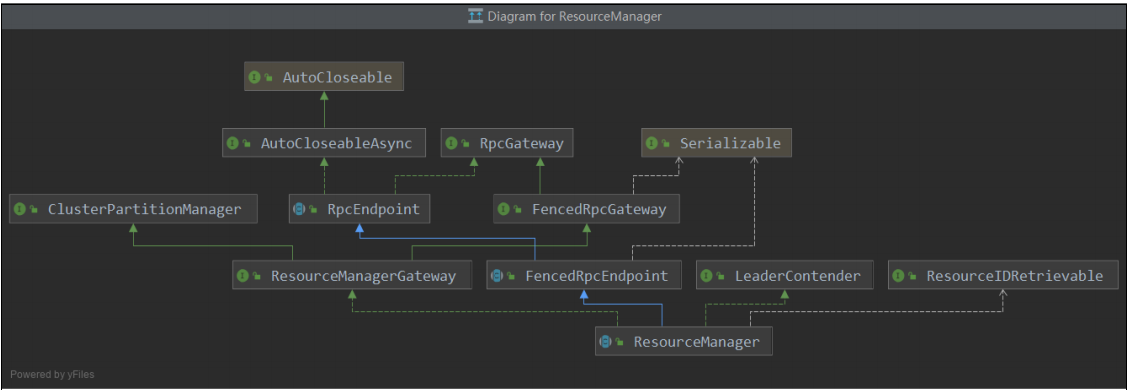 Diagram for ResourceManager
AutoCloseable
AutoCloseableAsync RpcGateway Serializable
ClusterPartitionManager RpcEndpoint FencedRpcGateway
ResourceManagerGateway FencedRpcEndpoint LeaderContender ResourceIDRetrievable
ResourceManager
Powered by yFiles